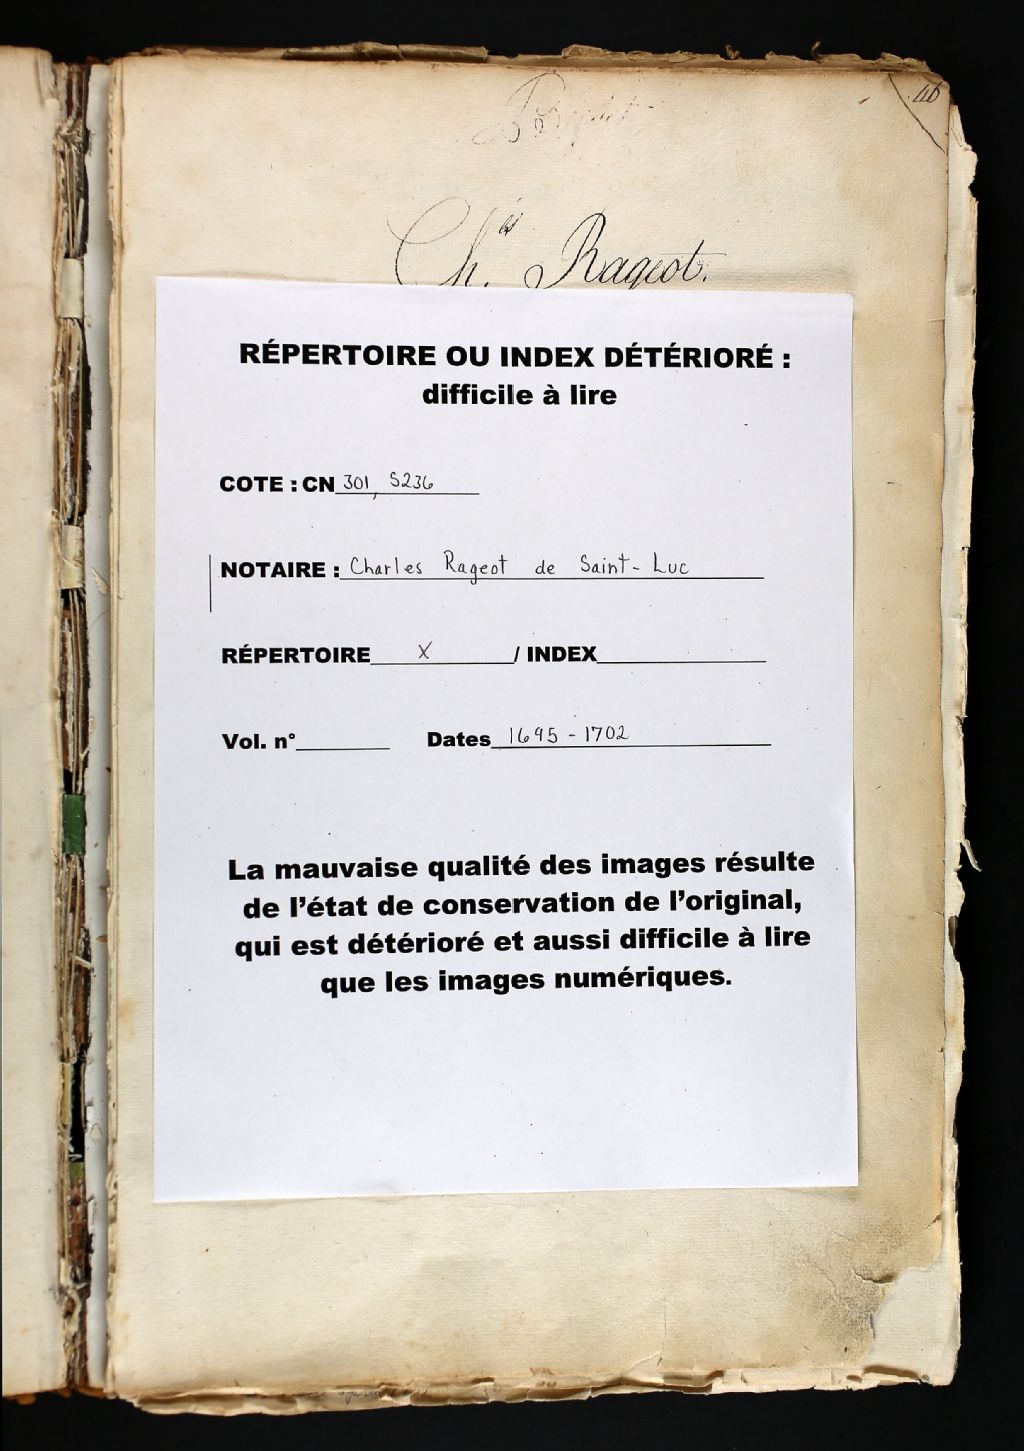 Chˡᵉˢ Rageot.
RÉPERTOIRE OU INDEX DÉTÉRIORÉ :
difficile à lire
COTE : CN 301, S236
NOTAIRE : Charles Rageot de Saint-Luc
RÉPERTOIRE X / INDEX
Vol. n° Dates 1695 - 1702
La mauvaise qualité des images résulte
de l'état de conservation de l'original,
qui est détérioré et aussi difficile à lire
que les images numériques.